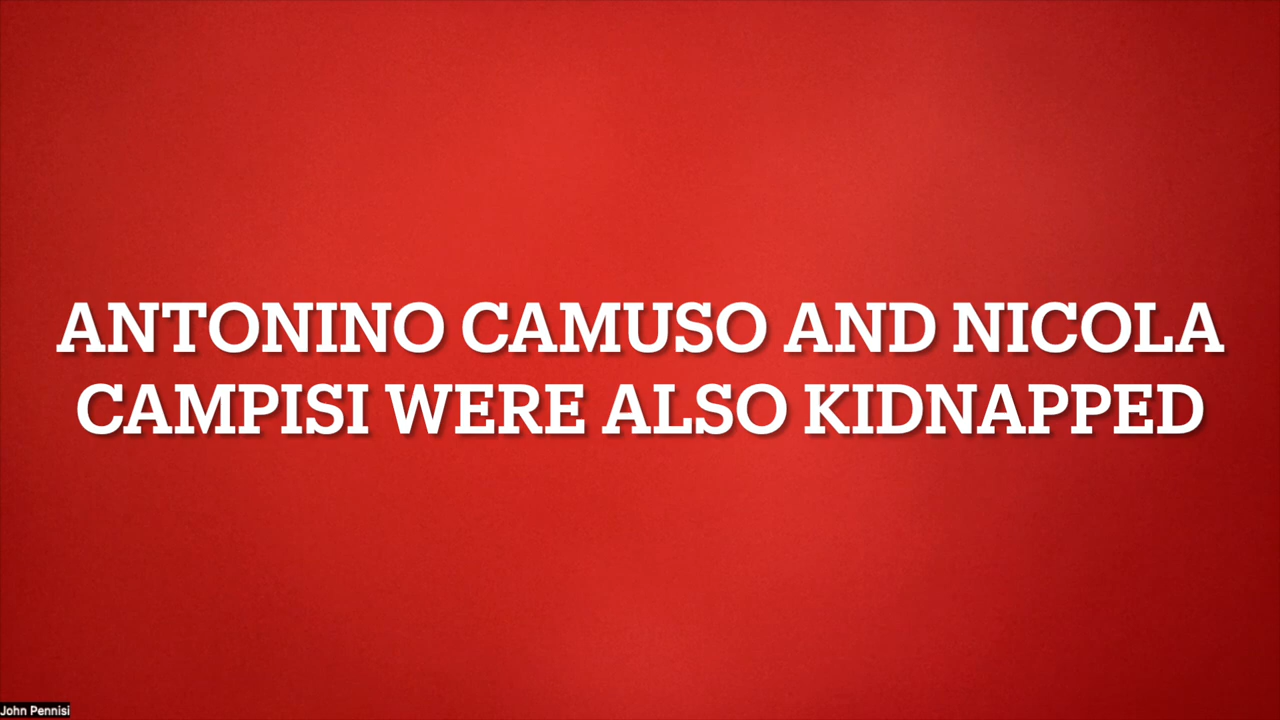 ANTONINO CAMUSO AND NICOLA
CAMPISI WERE ALSO KIDNAPPED
John Pennisi